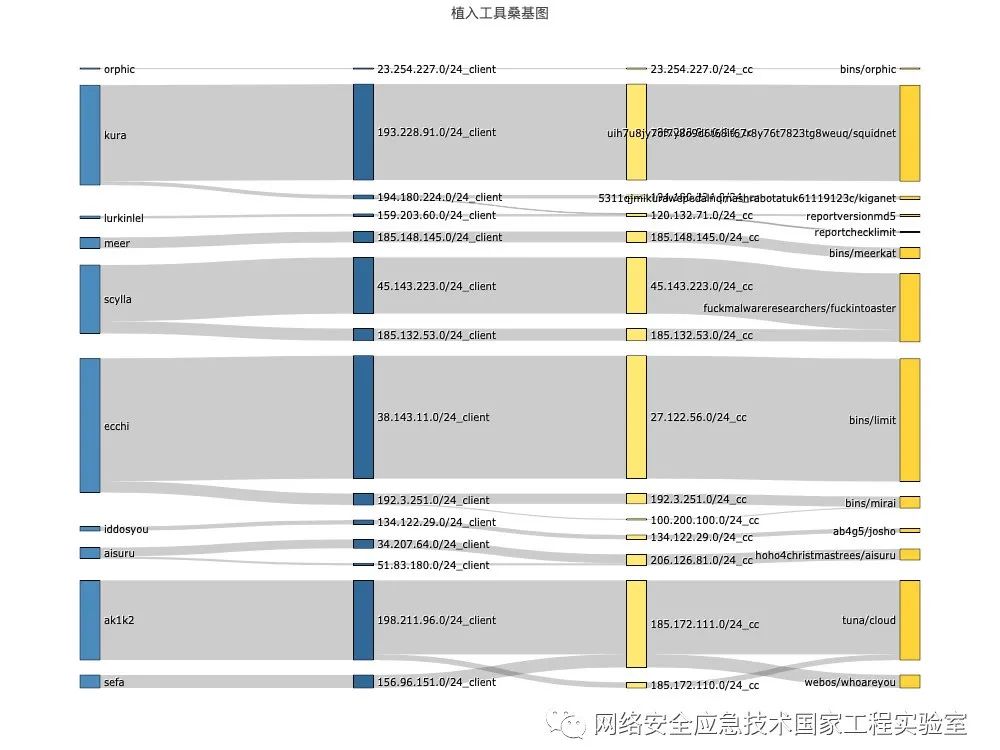 植入工具桑基图
orphic 23.254.227.0/24_client 23.254.227.0/24_cc bins/orphic
kura 193.228.91.0/24_client
194.180.224.0/24_client
lurkinlel 159.203.60.0/24_client 120.132.71.0/24_cc reportversionmd5
reportchecklimit
meer 185.148.145.0/24_client 185.148.145.0/24_cc bins/meerkat
scylla 45.143.223.0/24_client 45.143.223.0/24_cc fuckmalwareresearchers/fuckintoaster
185.132.53.0/24_client 185.132.53.0/24_cc
ecchi 38.143.11.0/24_client 27.122.56.0/24_cc bins/limit
192.3.251.0/24_client 192.3.251.0/24_cc bins/mirai
100.200.100.0/24_cc
iddosyou 134.122.29.0/24_client 134.122.29.0/24_cc ab4g5/josho
aisuru 34.207.64.0/24_client 206.126.81.0/24_cc hoho4christmastrees/aisuru
51.83.180.0/24_client
ak1k2 198.211.96.0/24_client 185.172.111.0/24_cc tuna/cloud
sefa 156.96.151.0/24_client 185.172.110.0/24_cc webos/whoareyou
网络安全应急技术国家工程实验室